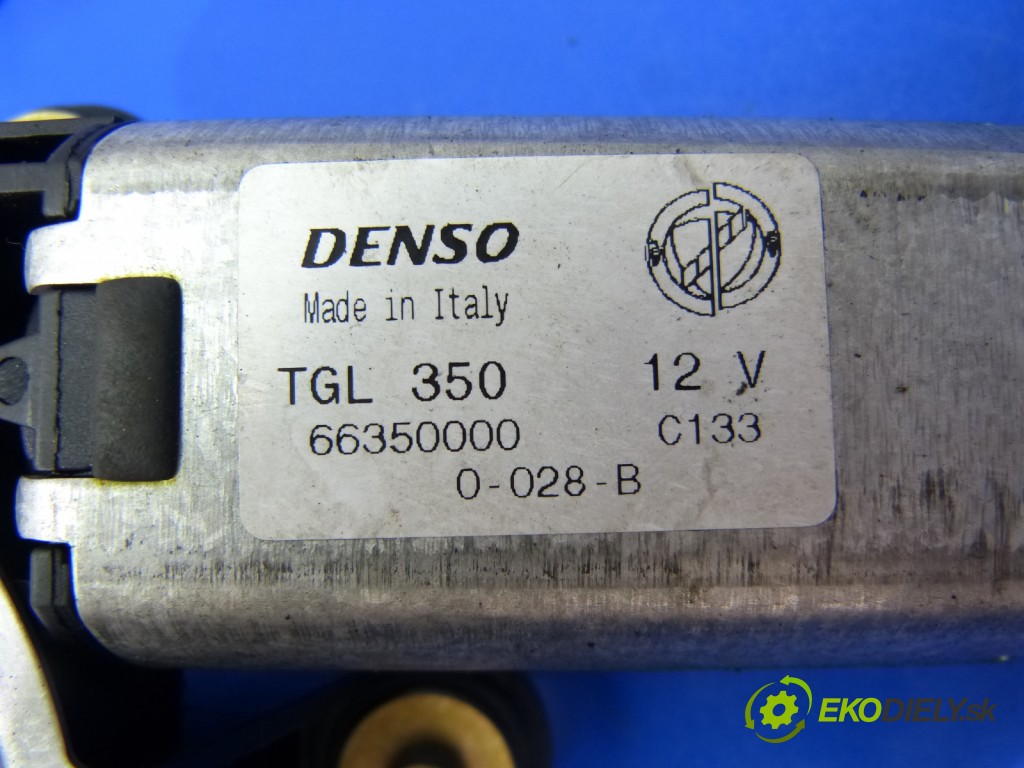 DENSO
Made in Italy
TGL 350 12 V
66350000 C133
0-028-B
EKODIELY.sk